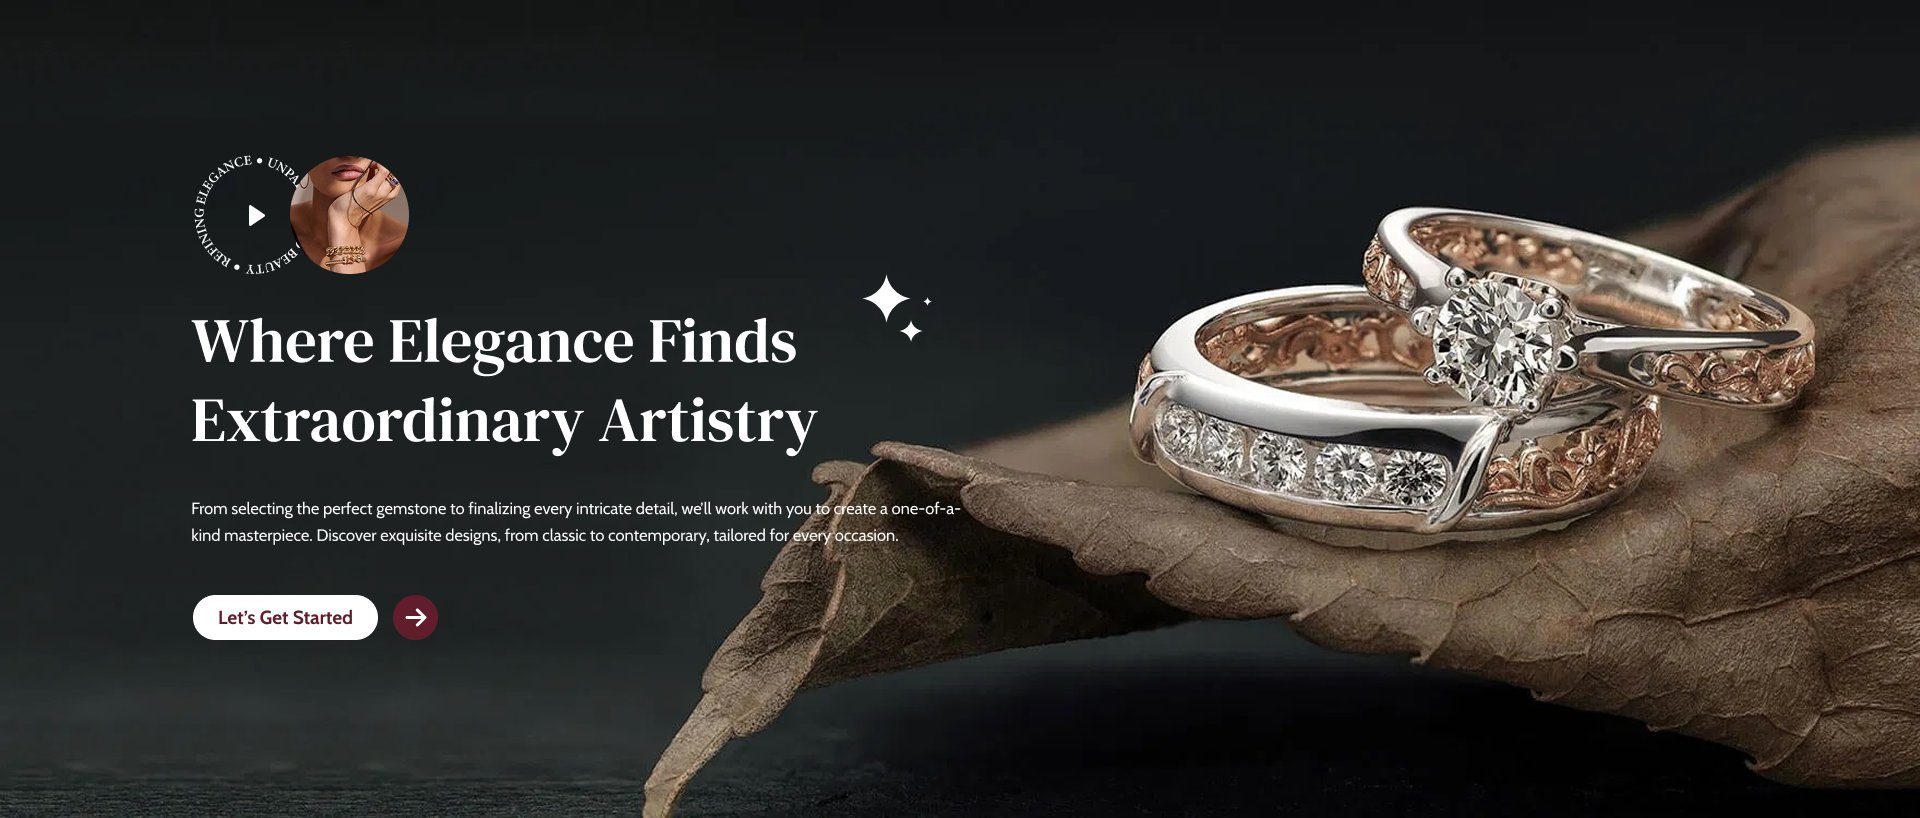 REFINING ELEGANCE • UNPA
BEAUTY •
Where Elegance Finds
Extraordinary Artistry
From selecting the perfect gemstone to finalizing every intricate detail, we'll work with you to create a one-of-a-
kind masterpiece. Discover exquisite designs, from classic to contemporary, tailored for every occasion.
Let's Get Started